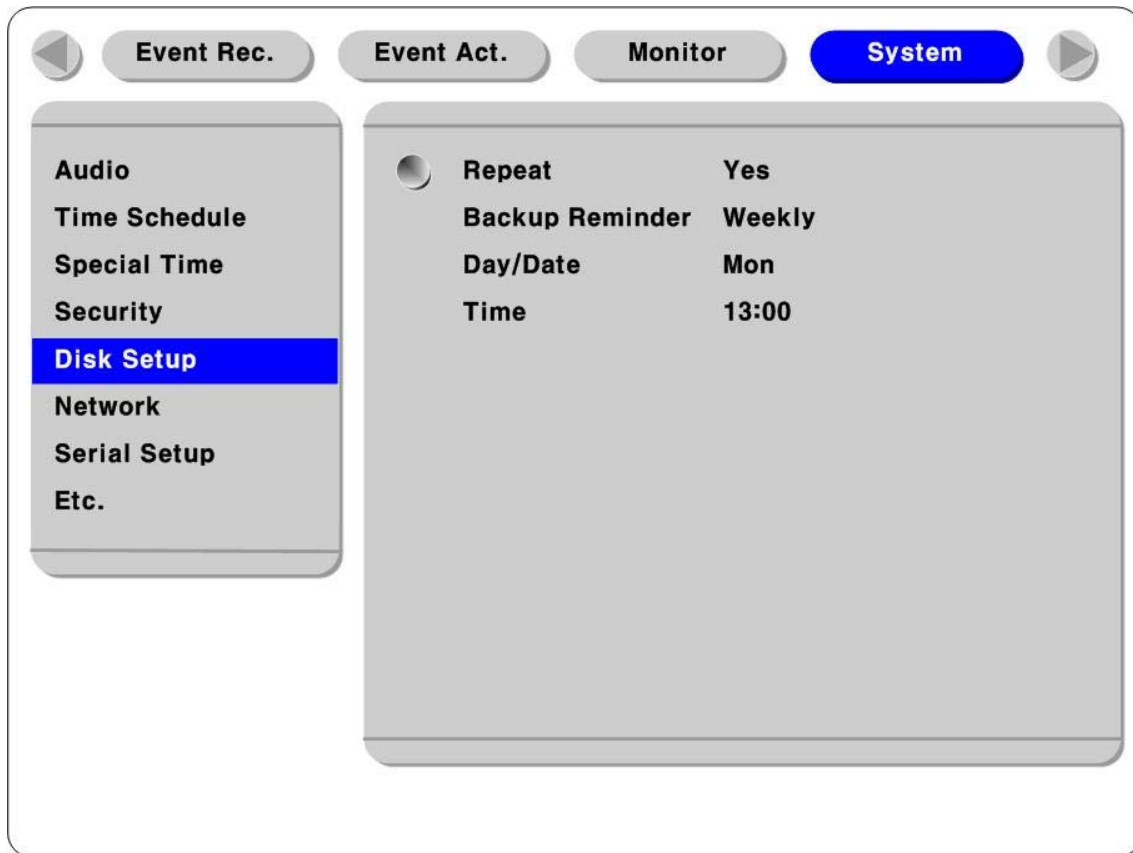 Event Rec. Event Act. Monitor System
Audio
Time Schedule
Special Time
Security
Disk Setup
Network
Serial Setup
Etc.
Repeat Yes
Backup Reminder Weekly
Day/Date Mon
Time 13:00